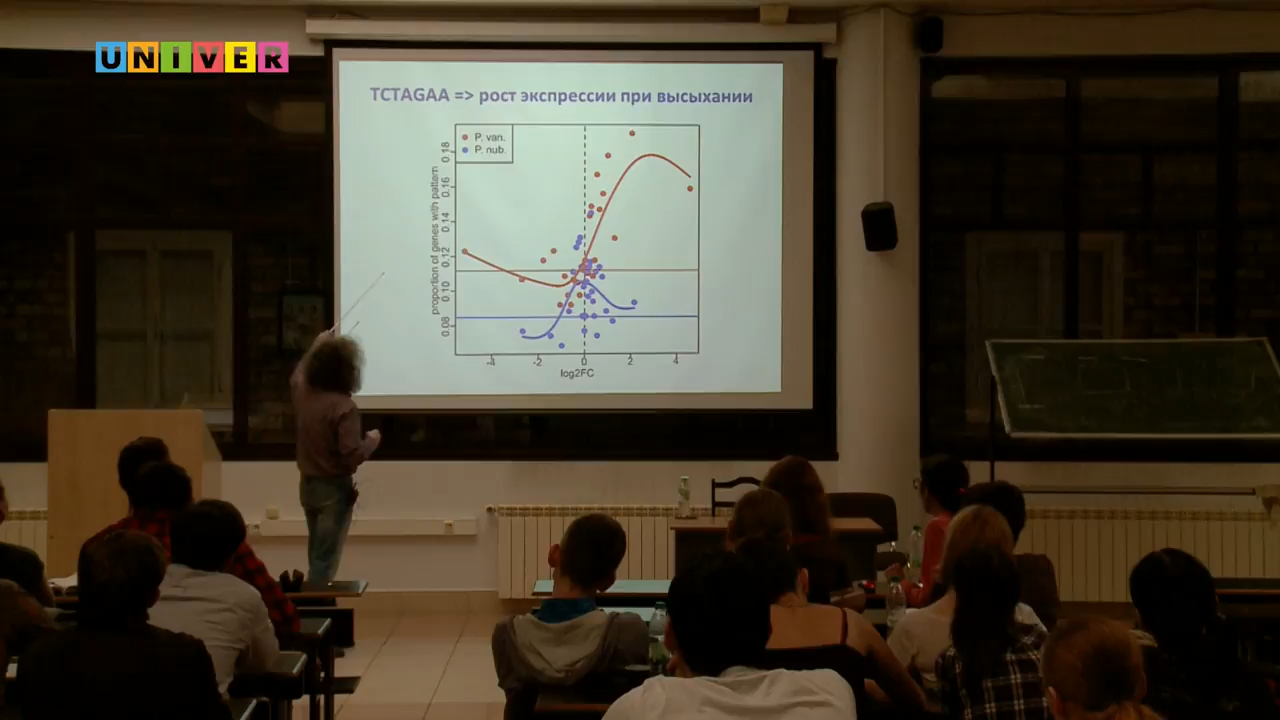 UNIVER
TCTAGAA => рост экспрессии при высыхании
P. van.
P. nub.
proportion of genes with pattern
0.18
0.16
0.14
0.12
0.10
0.08
-4 -2 0 2 4
log2FC